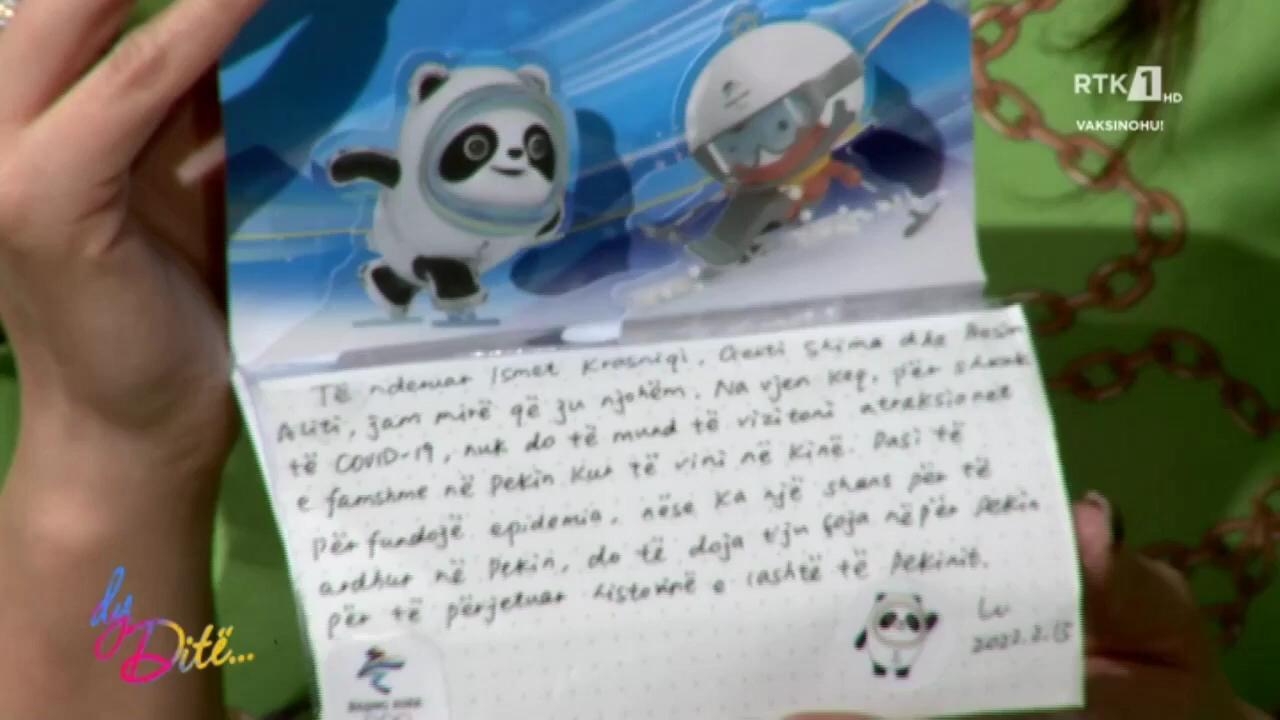 RTK 1 HD
VAKSINOHU!
Të nderuar Ismet Krasniqi, Qerti Shima dhe Besim
Aliti, jam mirë që ju njohëm. Na vjen keq, për shkak
të COVID-19, nuk do të mund të vizitoni atraksionet
e famshme në Pekin kur të vini në Kinë. Pasi të
përfundojë epidemia, nëse ka një shans për të
ardhur në Pekin, do të doja t'ju çoja nëpër Pekin
për të përjetuar historinë e lashtë të Pekinit.
Lu
2022.2.15
dy Ditë...